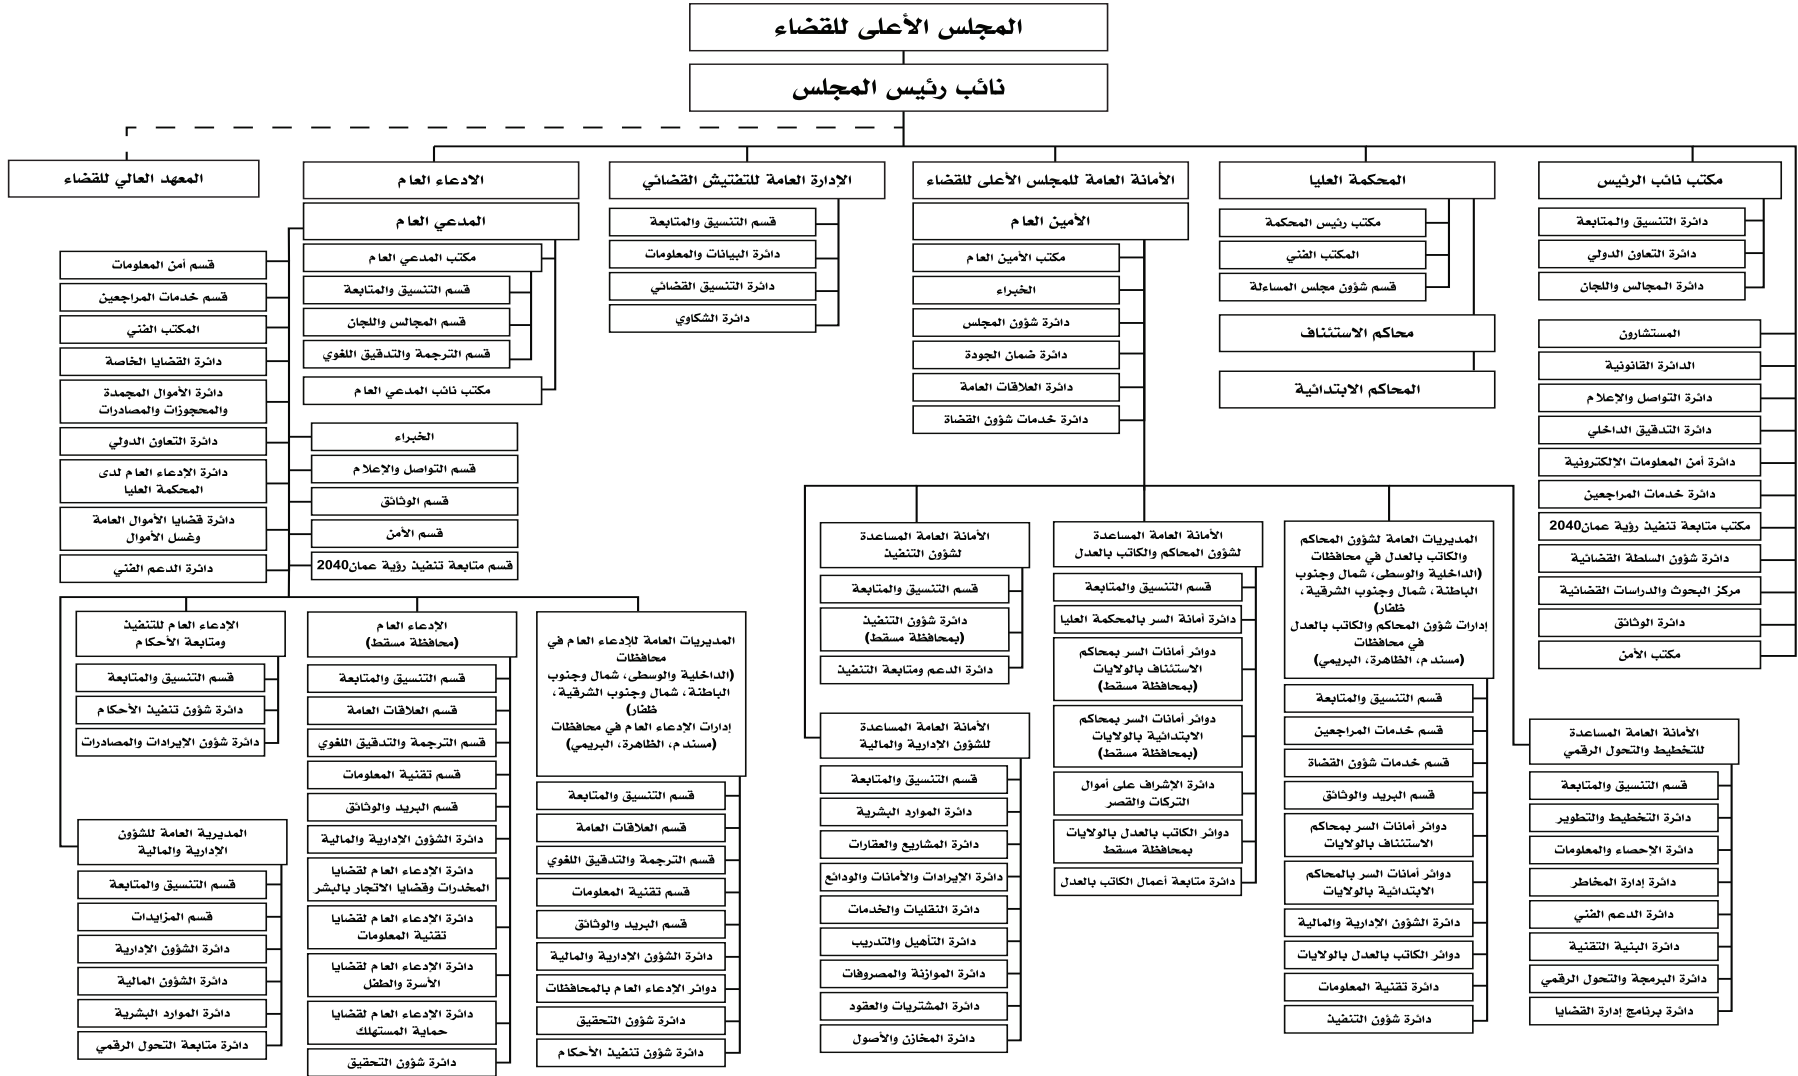 المجلس الأعلى للقضاء
نائب رئيس المجلس
مكتب نائب الرئيس
دائرة التنسيق والمتابعة
دائرة التعاون الدولي
دائرة المجالس واللجان
المستشارون
الدائرة القانونية
دائرة التواصل والإعلام
دائرة التدقيق الداخلي
دائرة أمن المعلومات الإلكترونية
دائرة خدمات المراجعين
مكتب متابعة تنفيذ رؤية عمان2040
دائرة شؤون السلطة القضائية
مركز البحوث والدراسات القضائية
دائرة الوثائق
مكتب الأمن
المحكمة العليا
مكتب رئيس المحكمة
المكتب الفني
قسم شؤون مجلس المساءلة
محاكم الاستئناف
المحاكم الابتدائية
الأمانة العامة للمجلس الأعلى للقضاء
الأمين العام
مكتب الأمين العام
الخبراء
دائرة شؤون المجلس
دائرة ضمان الجودة
دائرة العلاقات العامة
دائرة خدمات شؤون القضاة
الأمانة العامة المساعدة
للتخطيط والتحول الرقمي
قسم التنسيق والمتابعة
دائرة التخطيط والتطوير
دائرة الإحصاء والمعلومات
دائرة إدارة المخاطر
دائرة الدعم الفني
دائرة البنية التقنية
دائرة البرمجة والتحول الرقمي
دائرة برنامج إدارة القضايا
المديريات العامة لشؤون المحاكم
والكاتب بالعدل في محافظات
(الداخلية والوسطى، شمال وجنوب
الباطنة، شمال وجنوب الشرقية،
ظفار)
إدارات شؤون المحاكم والكاتب بالعدل
في محافظات
(مسندم، الظاهرة، البريمي)
قسم التنسيق والمتابعة
قسم خدمات المراجعين
قسم خدمات شؤون القضاة
قسم البريد والوثائق
دوائر أمانات السر بمحاكم
الاستئناف بالولايات
دوائر أمانات السر بالمحاكم
الابتدائية بالولايات
دائرة الشؤون الإدارية والمالية
دوائر الكاتب بالعدل بالولايات
دائرة تقنية المعلومات
دائرة شؤون التنفيذ
الأمانة العامة المساعدة
لشؤون المحاكم والكاتب بالعدل
قسم التنسيق والمتابعة
دائرة أمانة السر بالمحكمة العليا
دوائر أمانات السر بمحاكم
الاستئناف بالولايات
(بمحافظة مسقط)
دوائر أمانات السر بمحاكم
الابتدائية بالولايات
(بمحافظة مسقط)
دائرة الإشراف على أموال
التركات والقصر
دوائر الكاتب بالعدل بالولايات
بمحافظة مسقط
دائرة متابعة أعمال الكاتب بالعدل
الأمانة العامة المساعدة
لشؤون التنفيذ
قسم التنسيق والمتابعة
دائرة شؤون التنفيذ
(بمحافظة مسقط)
دائرة الدعم ومتابعة التنفيذ
الأمانة العامة المساعدة
للشؤون الإدارية والمالية
قسم التنسيق والمتابعة
دائرة الموارد البشرية
دائرة المشاريع والعقارات
دائرة الإيرادات والأمانات والودائع
دائرة النقليات والخدمات
دائرة التأهيل والتدريب
دائرة الموازنة والمصروفات
دائرة المشتريات والعقود
دائرة المخازن والأصول
الإدارة العامة للتفتيش القضائي
قسم التنسيق والمتابعة
دائرة البيانات والمعلومات
دائرة التنسيق القضائي
دائرة الشكاوي
الادعاء العام
المدعي العام
مكتب المدعي العام
قسم التنسيق والمتابعة
قسم المجالس واللجان
قسم الترجمة والتدقيق اللغوي
مكتب نائب المدعي العام
الخبراء
قسم التواصل والإعلام
قسم الوثائق
قسم الأمن
قسم متابعة تنفيذ رؤية عمان2040
قسم أمن المعلومات
قسم خدمات المراجعين
المكتب الفني
دائرة القضايا الخاصة
دائرة الأموال المجمدة
والمحجوزات والمصادرات
دائرة التعاون الدولي
دائرة الإدعاء العام لدى
المحكمة العليا
دائرة قضايا الأموال العامة
وغسل الأموال
دائرة الدعم الفني
المديريات العامة للإدعاء العام في
محافظات
(الداخلية والوسطى، شمال وجنوب
الباطنة، شمال وجنوب الشرقية،
ظفار)
إدارات الإدعاء العام في محافظات
(مسندم، الظاهرة، البريمي)
قسم التنسيق والمتابعة
قسم العلاقات العامة
قسم الترجمة والتدقيق اللغوي
قسم تقنية المعلومات
قسم البريد والوثائق
دائرة الشؤون الإدارية والمالية
دوائر الإدعاء العام بالمحافظات
دائرة شؤون التحقيق
دائرة شؤون تنفيذ الأحكام
الإدعاء العام
(محافظة مسقط)
قسم التنسيق والمتابعة
قسم العلاقات العامة
قسم الترجمة والتدقيق اللغوي
قسم تقنية المعلومات
قسم البريد والوثائق
دائرة الشؤون الإدارية والمالية
دائرة الإدعاء العام لقضايا
المخدرات وقضايا الاتجار بالبشر
دائرة الإدعاء العام لقضايا
تقنية المعلومات
دائرة الإدعاء العام لقضايا
الأسرة والطفل
دائرة الإدعاء العام لقضايا
حماية المستهلك
دائرة شؤون التحقيق
الإدعاء العام للتنفيذ
ومتابعة الأحكام
قسم التنسيق والمتابعة
دائرة شؤون تنفيذ الأحكام
دائرة شؤون الإيرادات والمصادرات
المديرية العامة للشؤون
الإدارية والمالية
قسم التنسيق والمتابعة
قسم المزايدات
دائرة الشؤون الإدارية
دائرة الشؤون المالية
دائرة الموارد البشرية
دائرة متابعة التحول الرقمي
المعهد العالي للقضاء